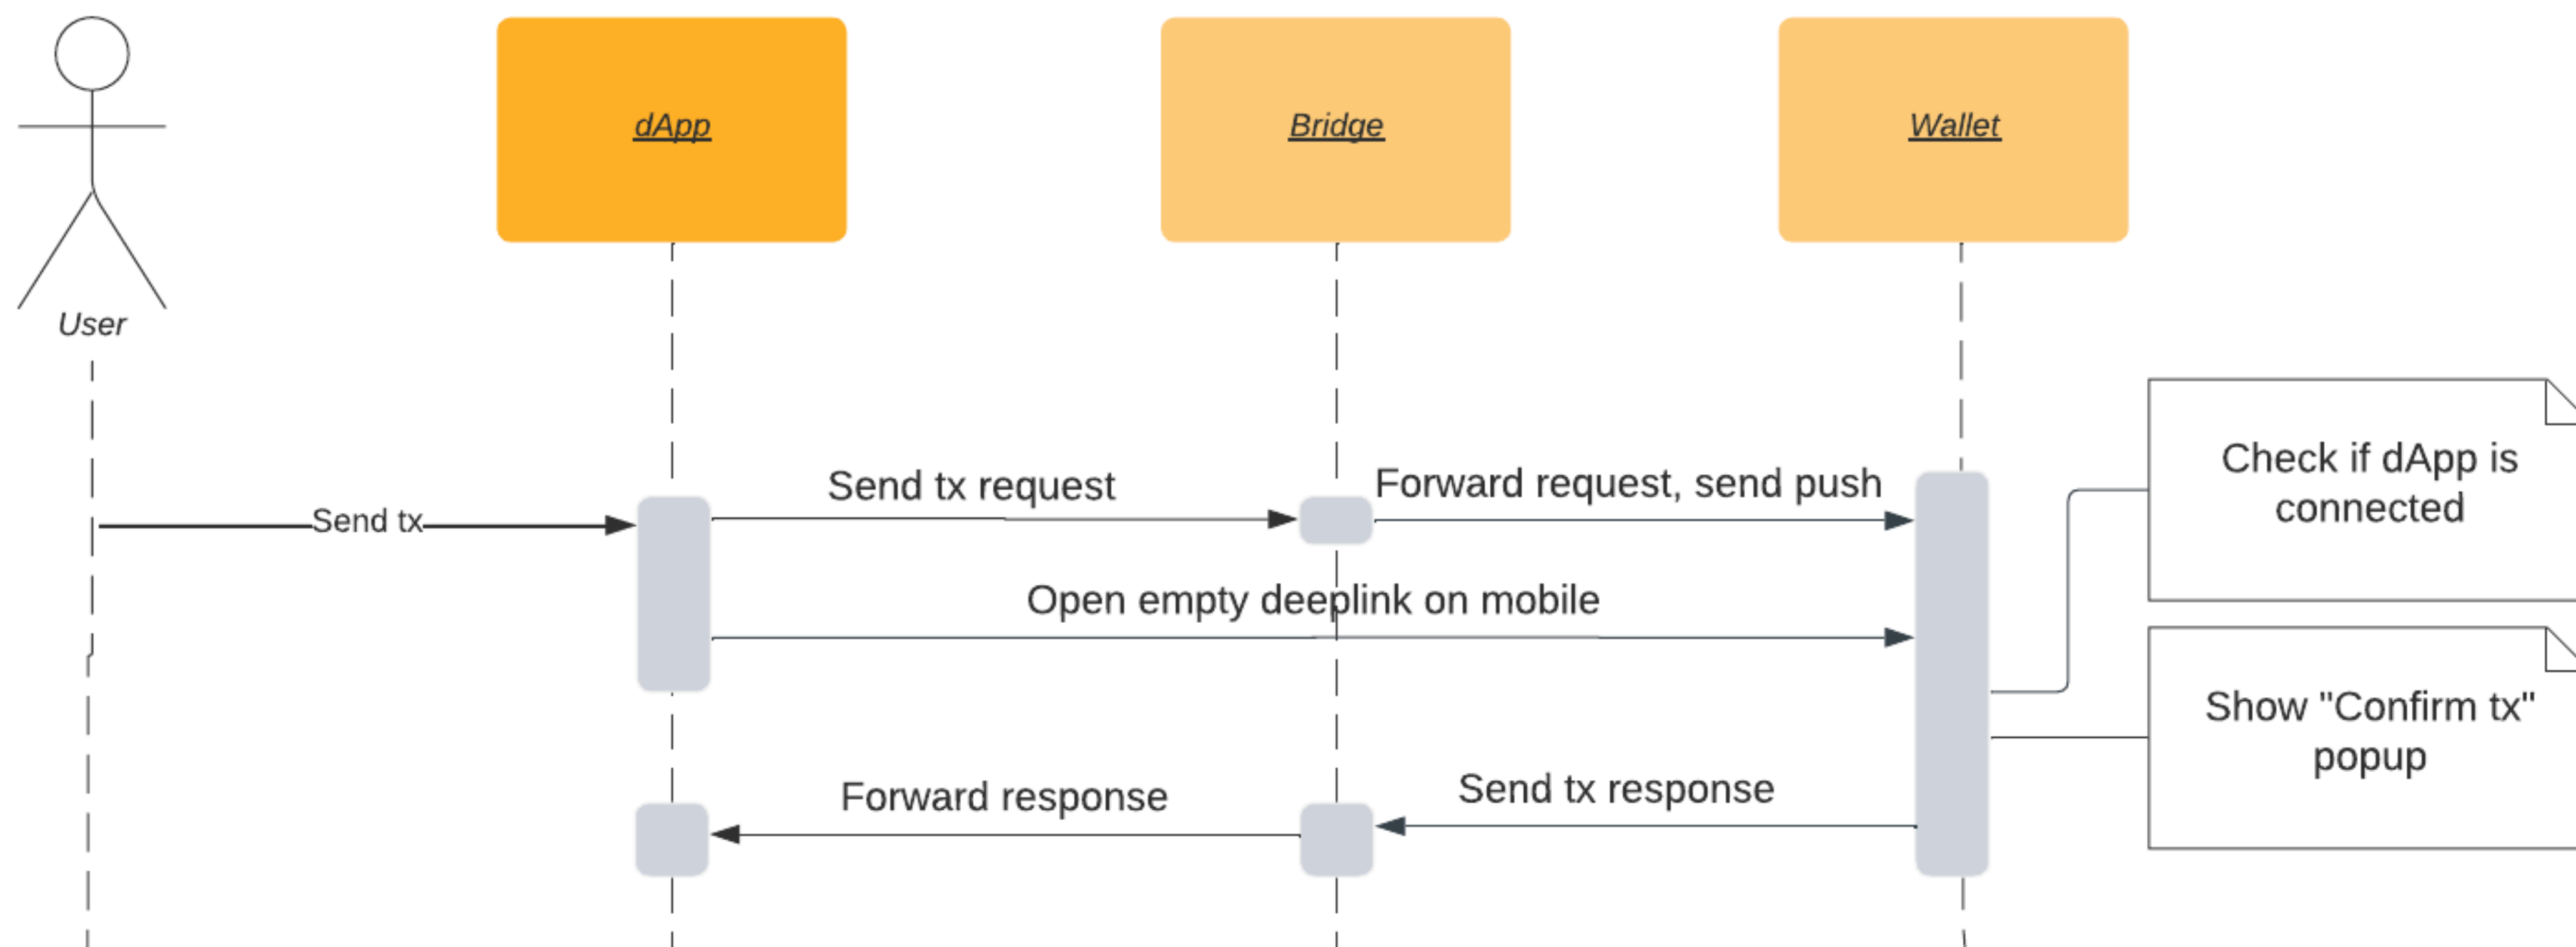 dApp
Bridge
Wallet
User
Check if dApp is
connected
Send tx request
Forward request, send push
Send tx
Open empty deeplink on mobile
Show "Confirm tx"
popup
Send tx response
Forward response